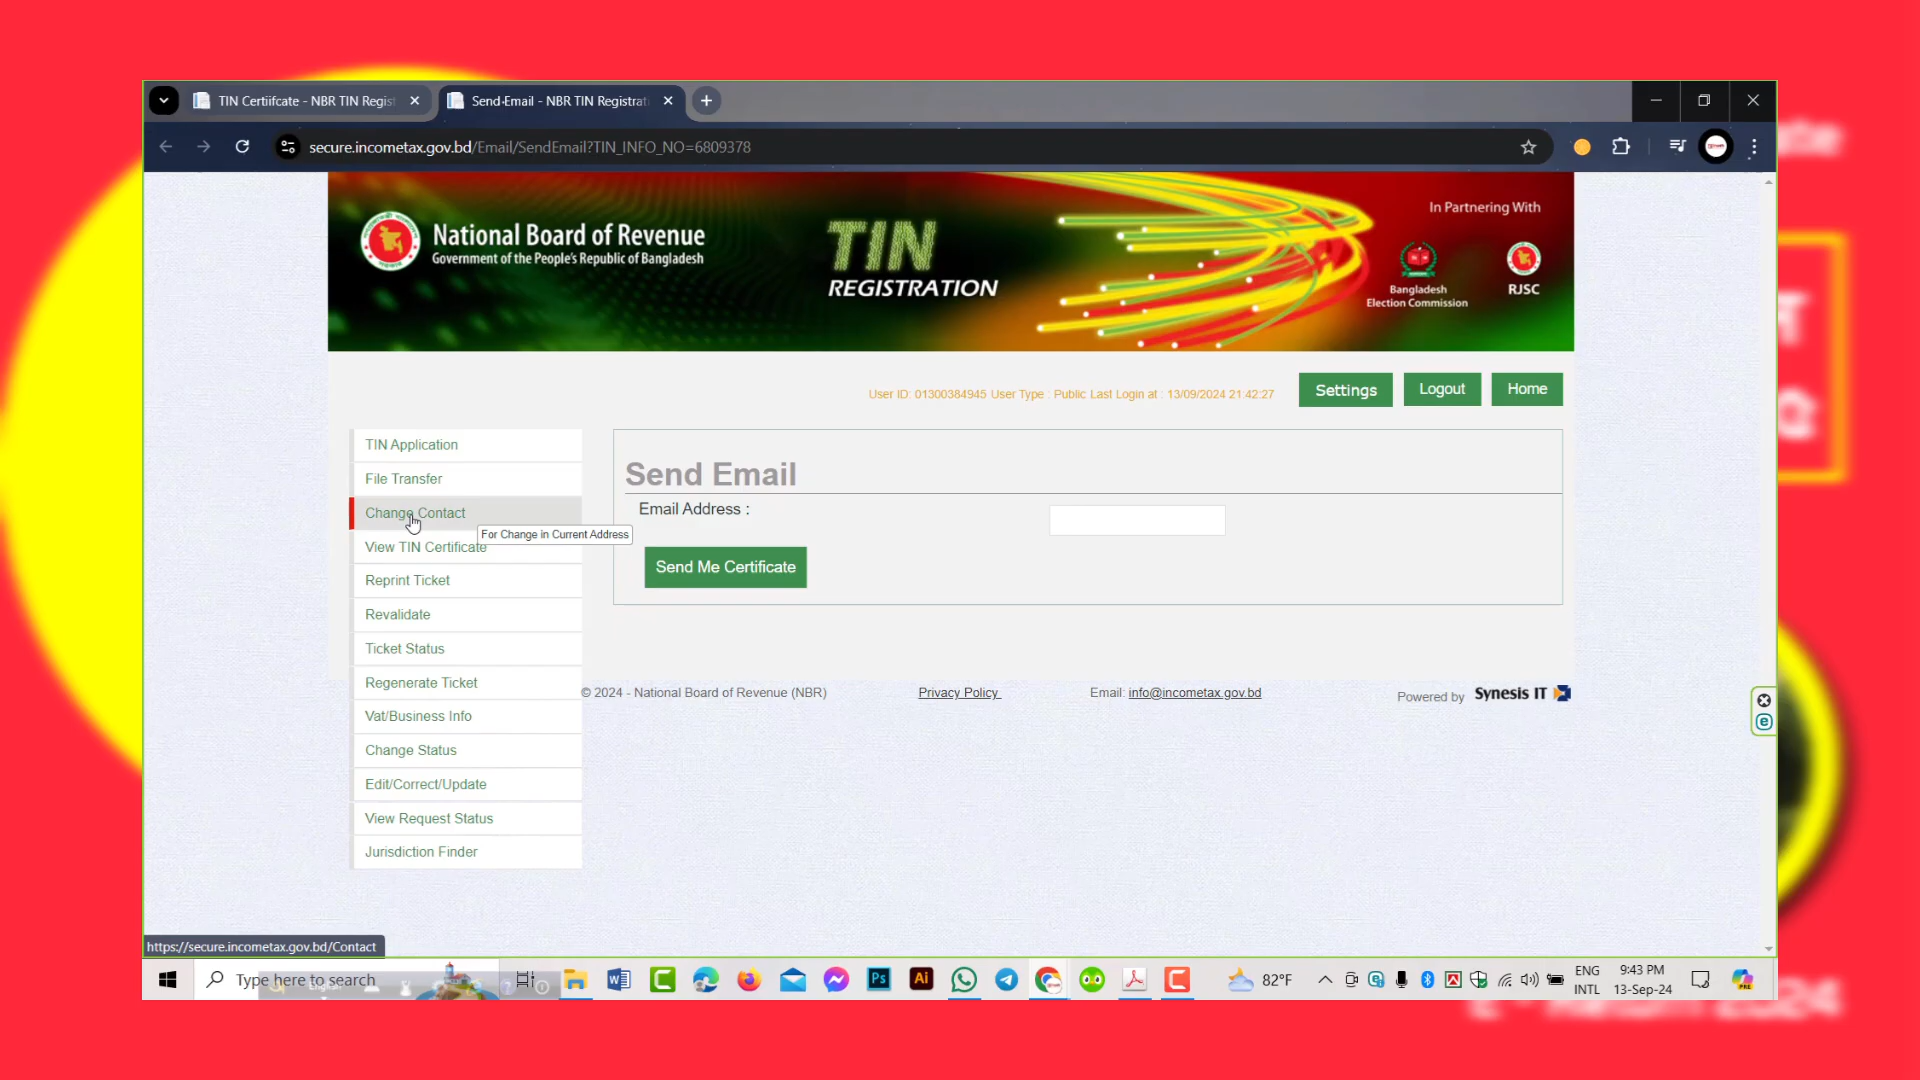 TIN Certiifcate - NBR TIN Regist
Send Email - NBR TIN Registrat
secure.incometax.gov.bd/Email/SendEmail?TIN_INFO_NO=6809378
National Board of Revenue
Government of the People's Republic of Bangladesh
TIN
REGISTRATION
In Partnering With
Bangladesh
Election Commission
RJSC
User ID: 01300384945 User Type : Public Last Login at : 13/09/2024 21:42:27
Settings
Logout
Home
TIN Application
File Transfer
Change Contact
For Change in Current Address
View TIN Certificate
Reprint Ticket
Revalidate
Ticket Status
Regenerate Ticket
Vat/Business Info
Change Status
Edit/Correct/Update
View Request Status
Jurisdiction Finder
Send Email
Email Address :
Send Me Certificate
© 2024 - National Board of Revenue (NBR)
Privacy Policy
Email: info@incometax.gov.bd
Powered by Synesis IT
https://secure.incometax.gov.bd/Contact
Type here to search
Ps
Ai
82°F
ENG
INTL
9:43 PM
13-Sep-24
PRE